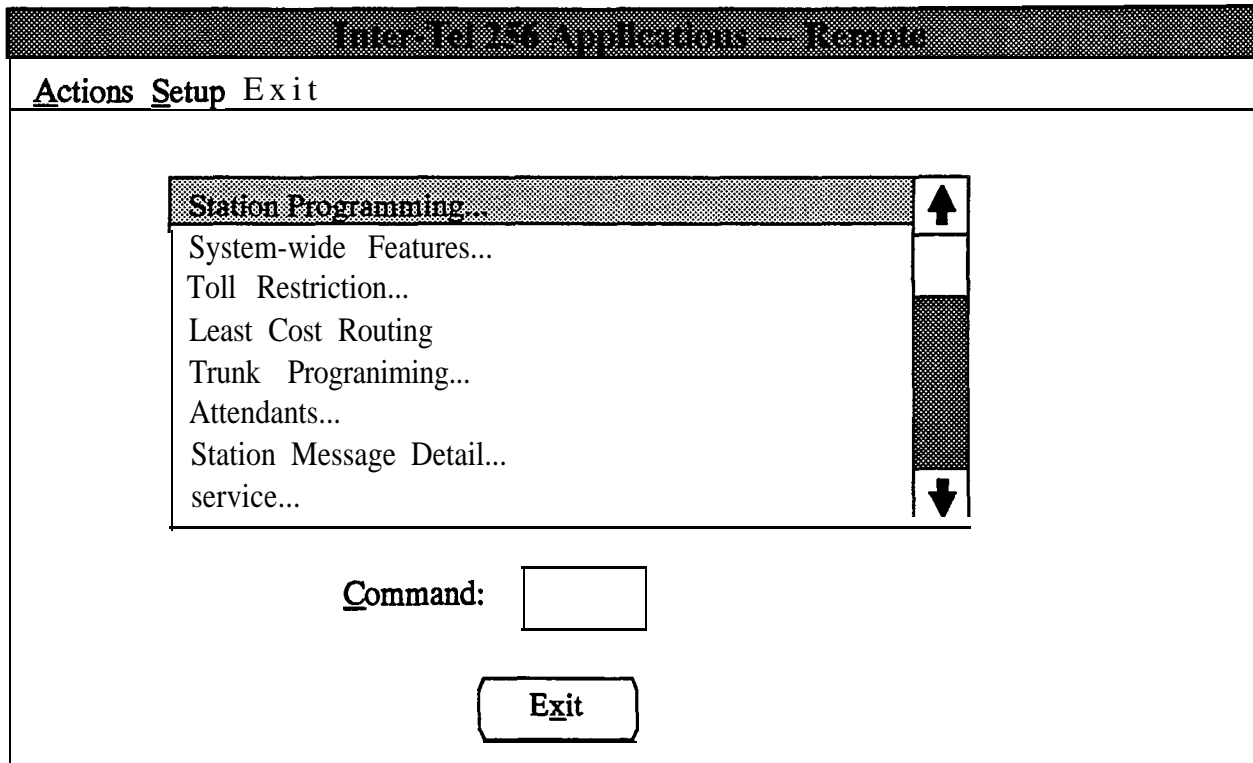 Inter-Tel 256 Applications — Remote
Actions Setup Exit
Station Programming...
System-wide Features...
Toll Restriction...
Least Cost Routing
Trunk Prograniming...
Attendants...
Station Message Detail...
service...
Command:
Exit